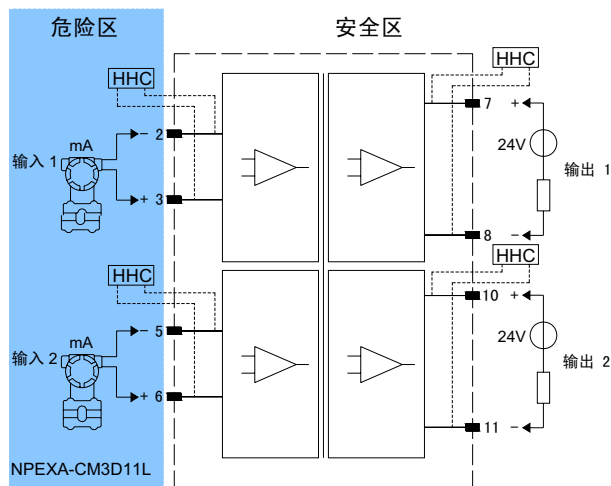 危险区
安全区
HHC
HHC
7 +
- 2
mA
输入 1
24V
输出 1
+ 3
8 -
HHC
HHC
10 +
- 5
mA
输入 2
24V
输出 2
+ 6
11 -
NPEXA-CM3D11L